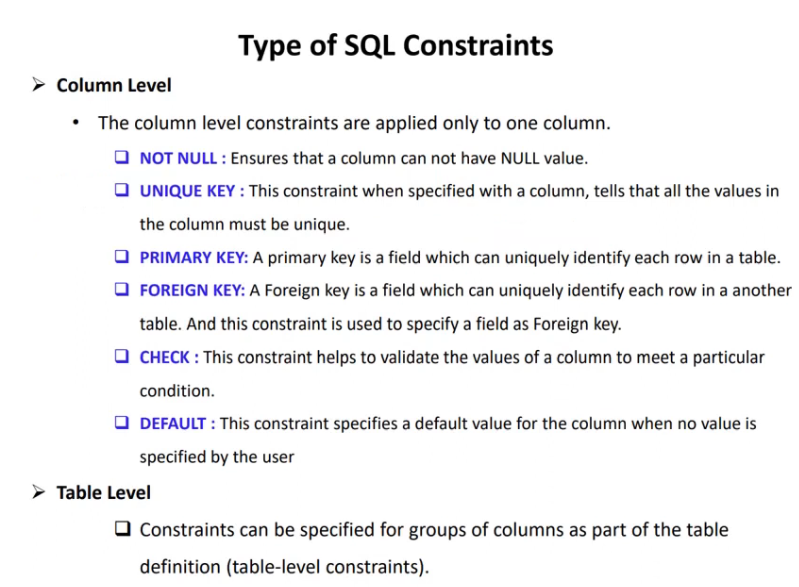 Type of SQL Constraints
➢ Column Level
• The column level constraints are applied only to one column.
❑ NOT NULL : Ensures that a column can not have NULL value.
❑ UNIQUE KEY : This constraint when specified with a column, tells that all the values in
the column must be unique.
❑ PRIMARY KEY: A primary key is a field which can uniquely identify each row in a table.
❑ FOREIGN KEY: A Foreign key is a field which can uniquely identify each row in a another
table. And this constraint is used to specify a field as Foreign key.
❑ CHECK : This constraint helps to validate the values of a column to meet a particular
condition.
❑ DEFAULT : This constraint specifies a default value for the column when no value is
specified by the user
➢ Table Level
❑ Constraints can be specified for groups of columns as part of the table
definition (table-level constraints).